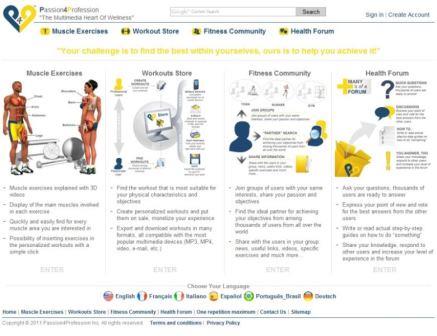 Passion4Profession
"The Multimedia Heart Of Wellness"
Search
Sign in | Create Account
Muscle Exercises Workouts Store Fitness Community Health Forum
"Your challenge is to find the best within yourselves, ours is to help you achieve it!"
Muscle Exercises
Workouts Store
Fitness Community
Health Forum
CREATE WORKOUTS
FIND WORKOUTS
JOIN GROUPS
"PARTNER" SEARCH
SHARE INFORMATION
MANY
FORUM
QUICK QUESTIONS
DISCUSSIONS
HOW TO
Muscle exercises explained with 3D
videos
Display of the main muscles involved
in each exercise
Quickly and easily find for every
muscle area you are interested in
Possibility of inserting exercises in
the personalized workouts with a
simple click
ENTER
Find the workout that is most suitable for
your physical characteristics and
objectives
Create personalized workouts and put
them on sale, monetize your experience
Export and download workouts in many
formats, all compatible with the most
popular multimedia devices (MP3, MP4,
video, e-mail, etc.)
ENTER
Join groups of users with your same
interests, share your passion and
objectives
Find the ideal partner for achieving
your objectives from among
thousands of users from all over the
world
Share with the users in your group:
news, useful links, videos, specific
exercises and much more...
ENTER
Ask your questions, thousands of
users are ready to answer
Express your point of view and vote
for the best answers from the other
users
Write or read actual step-by-step
guides on how to do "something"
Share your knowledge, respond to
other users and increase your level of
experience in the forum
ENTER
Choose Your Language
English Français Italiano Español Português_Brasil Deutsch
Home | Muscle Exercises | Workouts Store | Fitness Community | Health Forum | One repetition maximum | Contact Us | Sitemap
Copyright © 2011 Passion4Profession Inc. All rights reserved. Terms and conditions | Privacy Policy